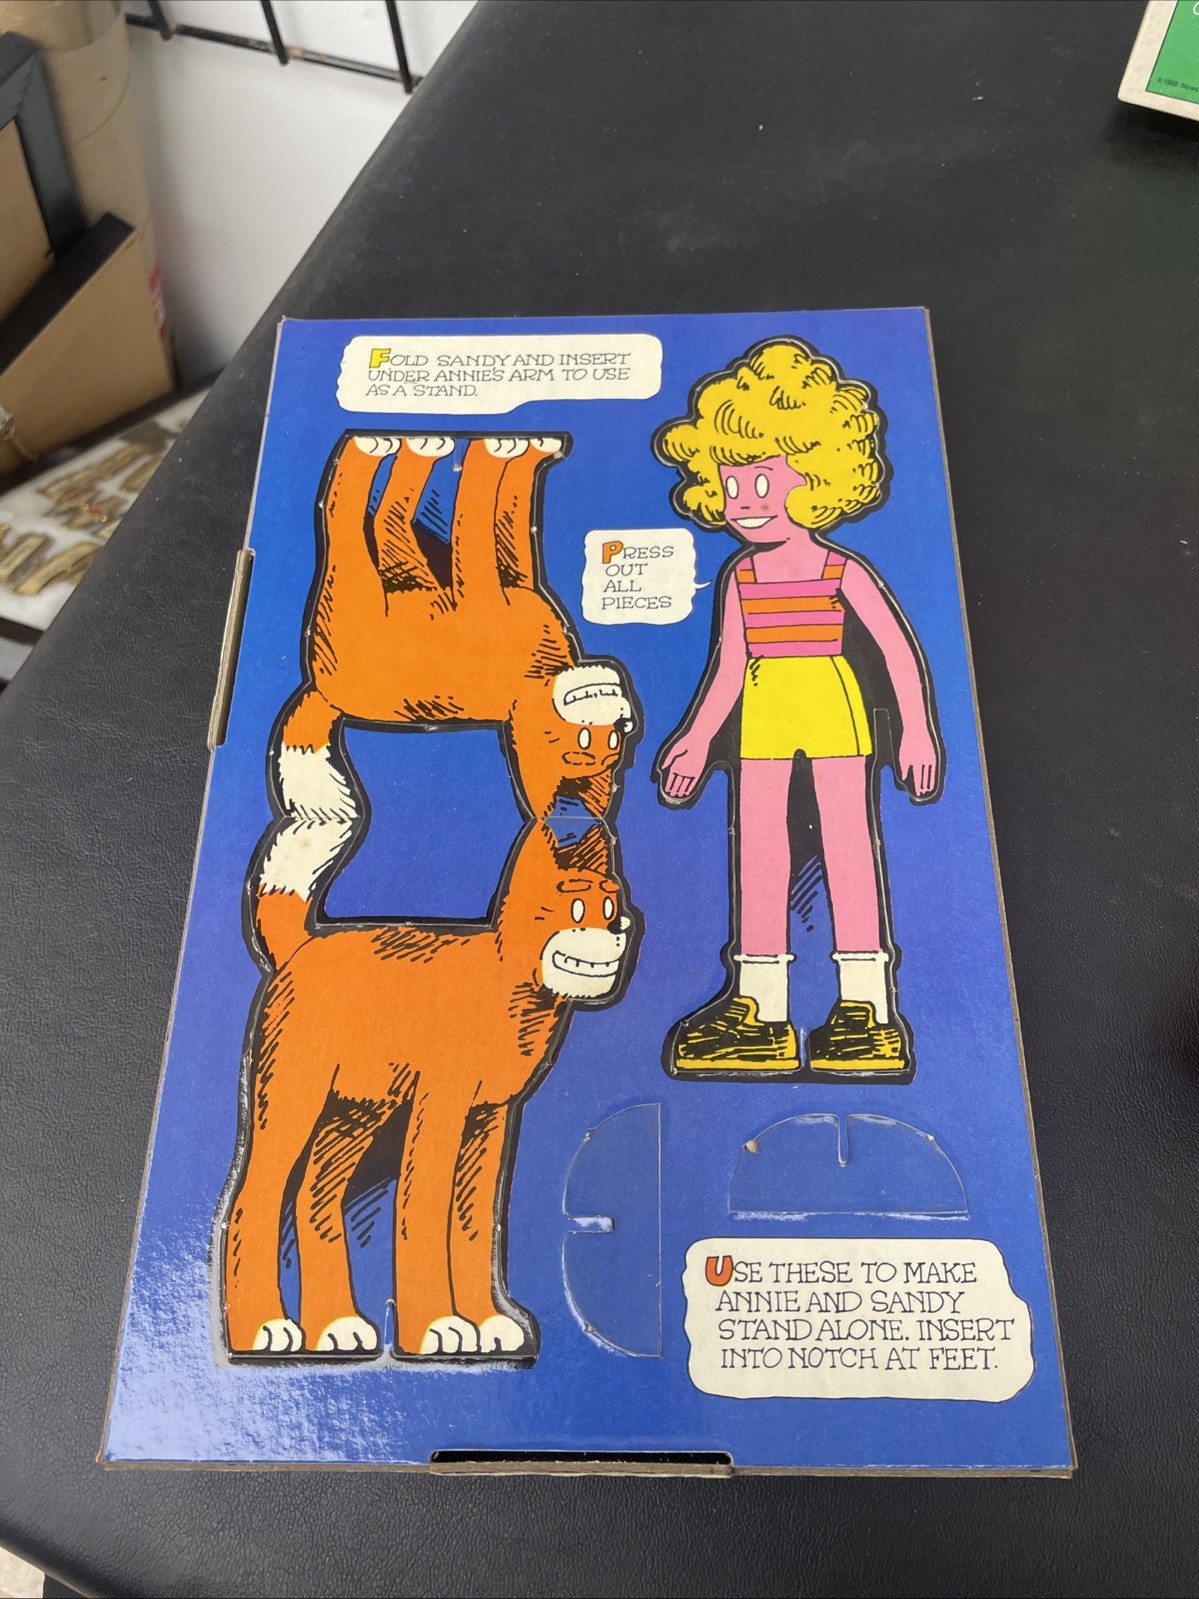 FOLD SANDY AND INSERT
UNDER ANNIE'S ARM TO USE
AS A STAND.
PRESS
OUT
ALL
PIECES
USE THESE TO MAKE
ANNIE AND SANDY
STAND ALONE. INSERT
INTO NOTCH AT FEET.